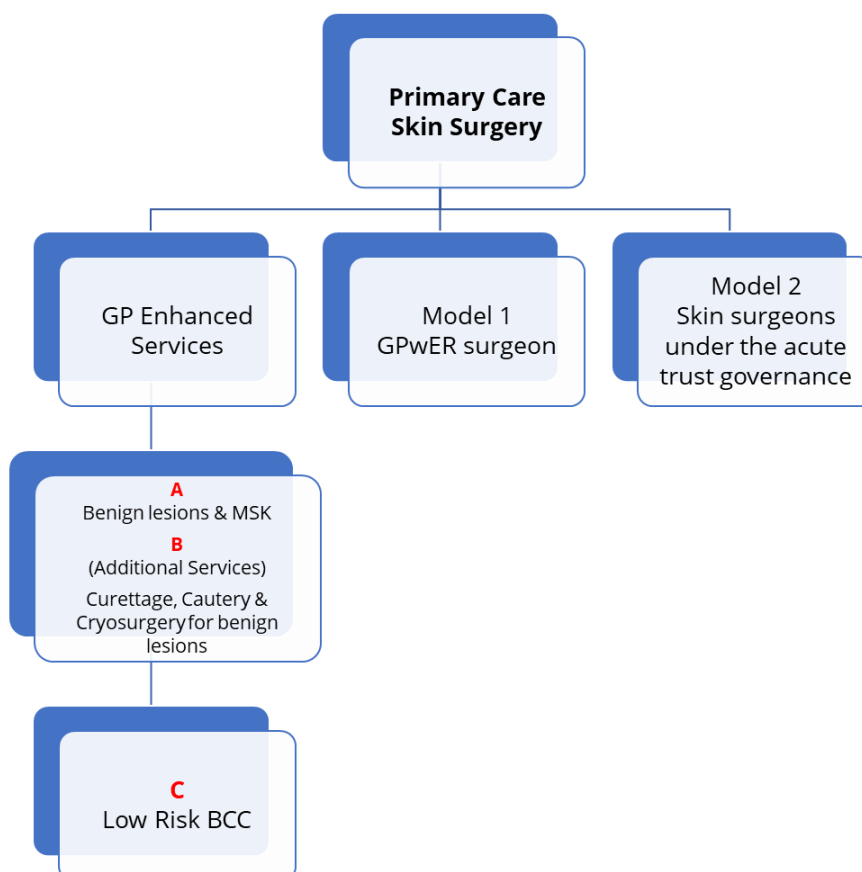 Primary Care
Skin Surgery
GP Enhanced
Services
Model 1
GPwER surgeon
Model 2
Skin surgeons
under the acute
trust governance
A
Benign lesions & MSK
B
(Additional Services)
Curettage, Cautery &
Cryosurgery for benign
lesions
C
Low Risk BCC